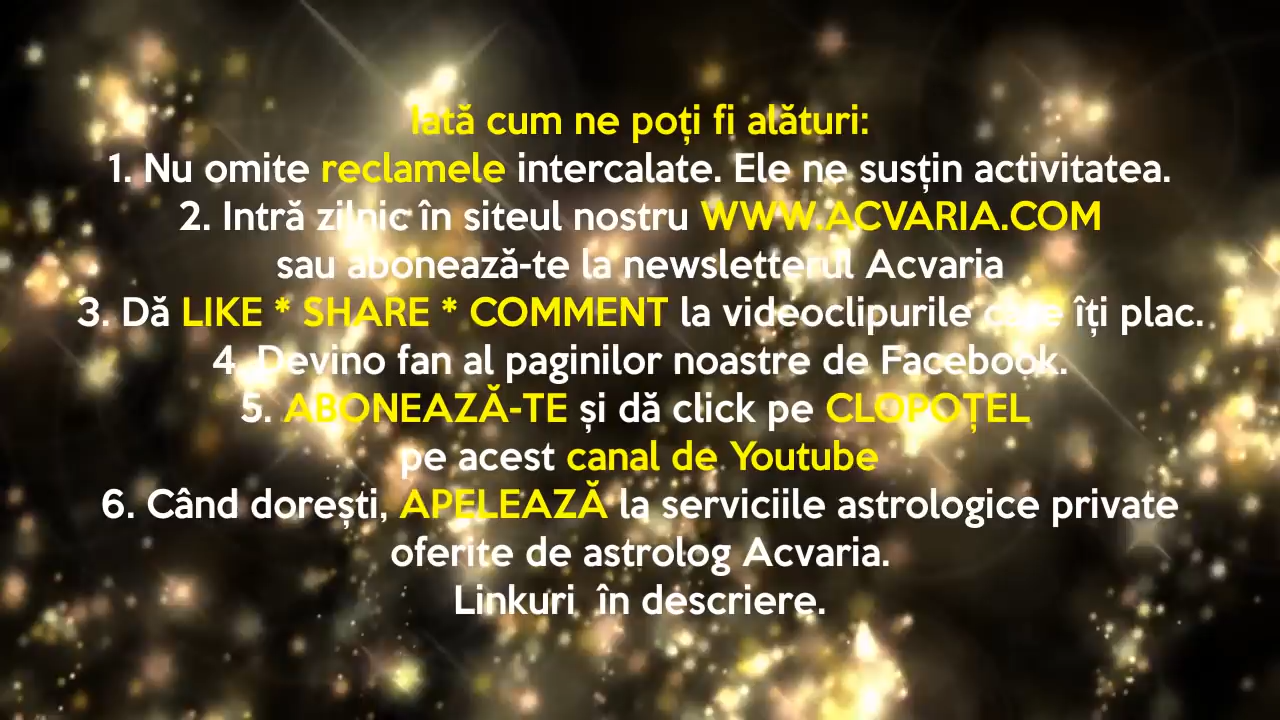 Iată cum ne poți fi alături:
1. Nu omite reclamele intercalate. Ele ne susțin activitatea.
2. Intră zilnic în siteul nostru WWW.ACVARIA.COM
sau abonează-te la newsletterul Acvaria
3. Dă LIKE * SHARE * COMMENT la videoclipurile care îți plac.
4. Devino fan al paginilor noastre de Facebook.
5. ABONEAZĂ-TE și dă click pe CLOPOȚEL
pe acest canal de Youtube
6. Când dorești, APELEAZĂ la serviciile astrologice private
oferite de astrolog Acvaria.
Linkuri în descriere.